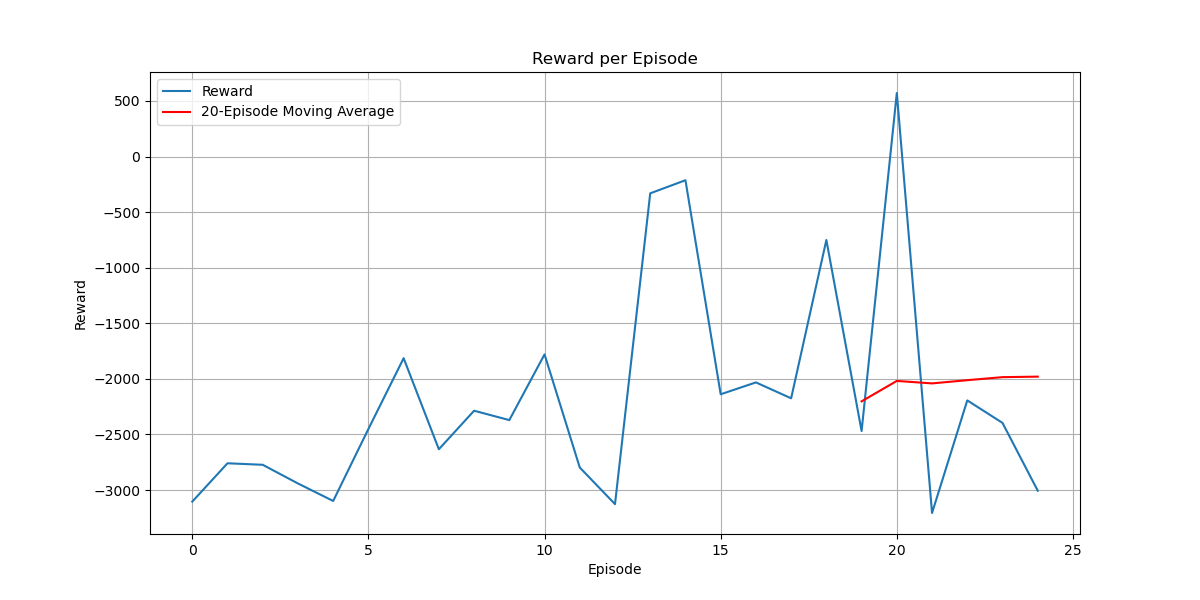 Reward per Episode
Reward
20-Episode Moving Average
500
0
−500
−1000
−1500
−2000
−2500
−3000
Reward
0 5 10 15 20 25
Episode